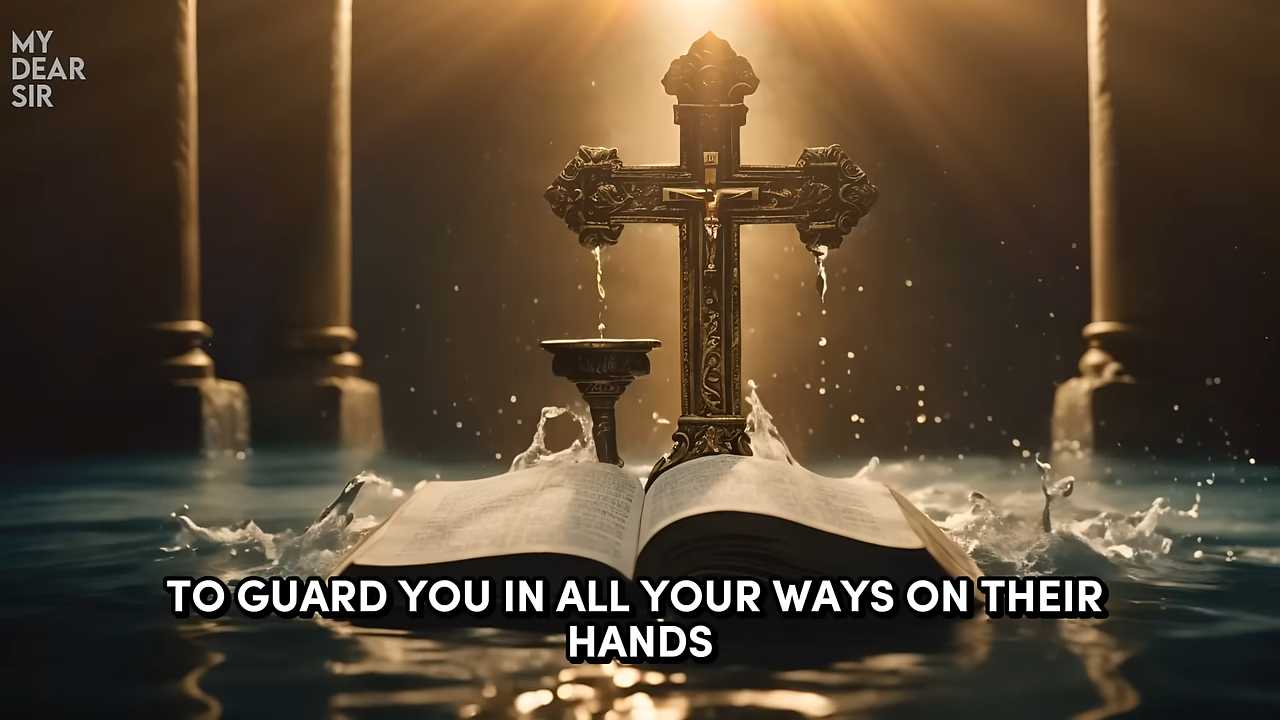 MY
DEAR
SIR
TO GUARD YOU IN ALL YOUR WAYS ON THEIR
HANDS